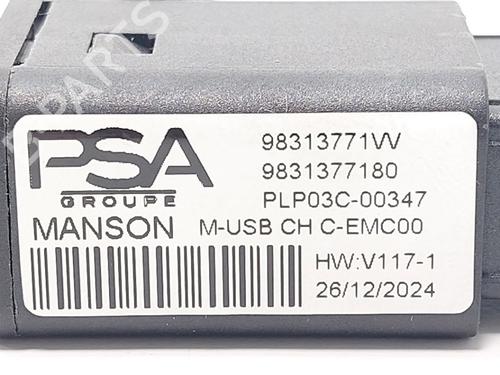 PSA
GROUPE
98313771VV
9831377180
PLP03C-00347
MANSON M-USB CH C-EMC00
HW:V117-1
26/12/2024